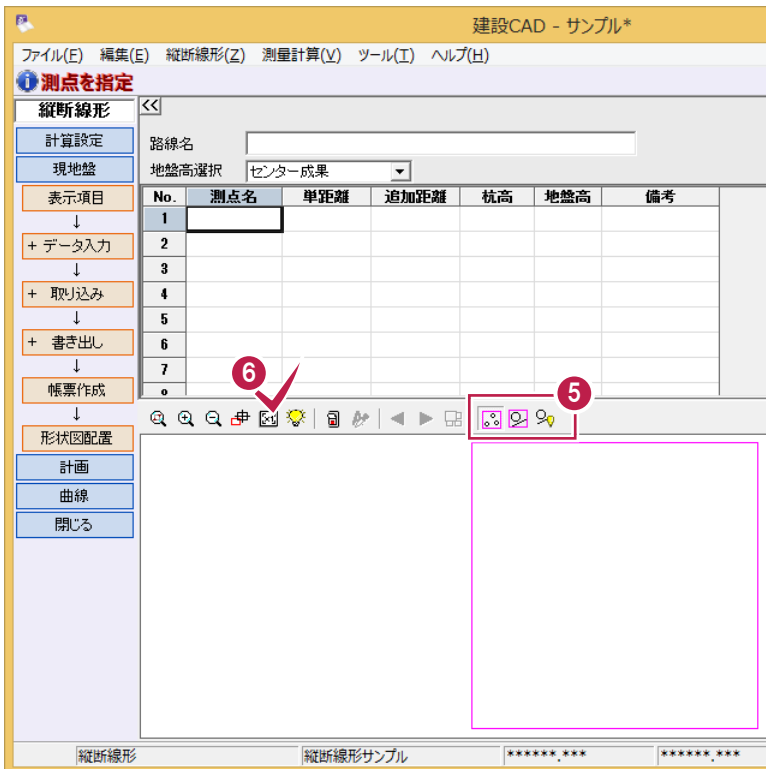 建設CAD - サンプル*
ファイル(F) 編集(E) 縦断線形(Z) 測量計算(V) ツール(T) ヘルプ(H)
測点を指定
縦断線形
計算設定
現地盤
表示項目
↓
+ データ入力
↓
+ 取り込み
↓
+ 書き出し
↓
帳票作成
↓
形状図配置
計画
曲線
閉じる
<<
路線名
地盤高選択 センター成果
No. 測点名 単距離 追加距離 杭高 地盤高 備考
1
2
3
4
5
6
7
6
5
縦断線形 縦断線形サンプル ******.*** ******.***